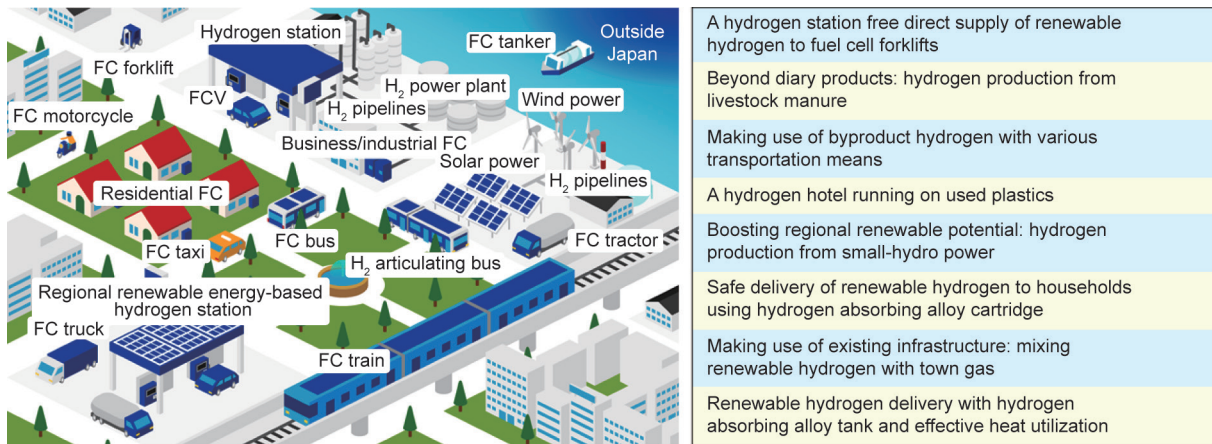 Hydrogen station
FC tanker
Outside
Japan
FC forklift
FCV
H₂ power plant
H₂ pipelines
Wind power
FC motorcycle
Business/industrial FC
Solar power
H₂ pipelines
Residential FC
FC taxi
FC bus
FC tractor
H₂ articulating bus
Regional renewable energy-based
hydrogen station
FC truck
FC train
A hydrogen station free direct supply of renewable
hydrogen to fuel cell forklifts
Beyond diary products: hydrogen production from
livestock manure
Making use of byproduct hydrogen with various
transportation means
A hydrogen hotel running on used plastics
Boosting regional renewable potential: hydrogen
production from small-hydro power
Safe delivery of renewable hydrogen to households
using hydrogen absorbing alloy cartridge
Making use of existing infrastructure: mixing
renewable hydrogen with town gas
Renewable hydrogen delivery with hydrogen
absorbing alloy tank and effective heat utilization